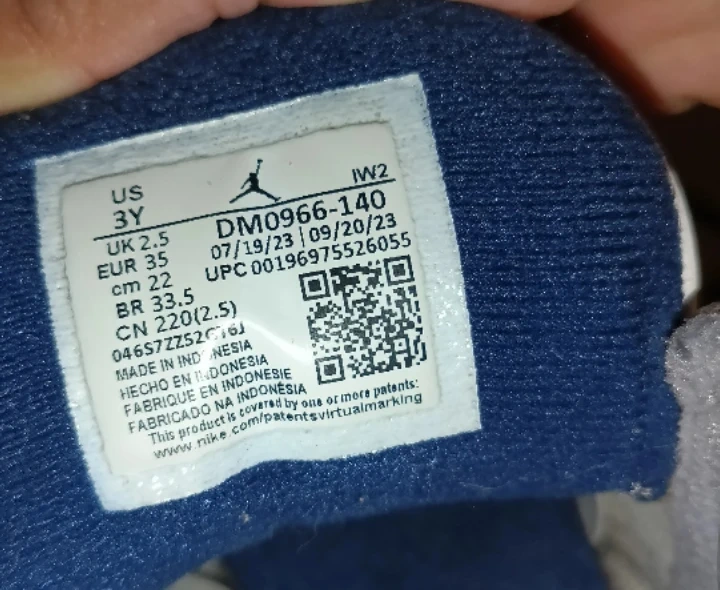 US
3Y
IW2
UK 2.5
EUR 35
cm 22
BR 33.5
CN 220(2.5)
DM0966-140
07/19/23 | 09/20/23
UPC 00196975526055
MADE IN INDONESIA
HECHO EN INDONESIA
FABRIQUE EN INDONESIE
FABRICADO NA INDONÉSIA
This product is covered by one or more patents:
www.nike.com/patentsvirtualmarking